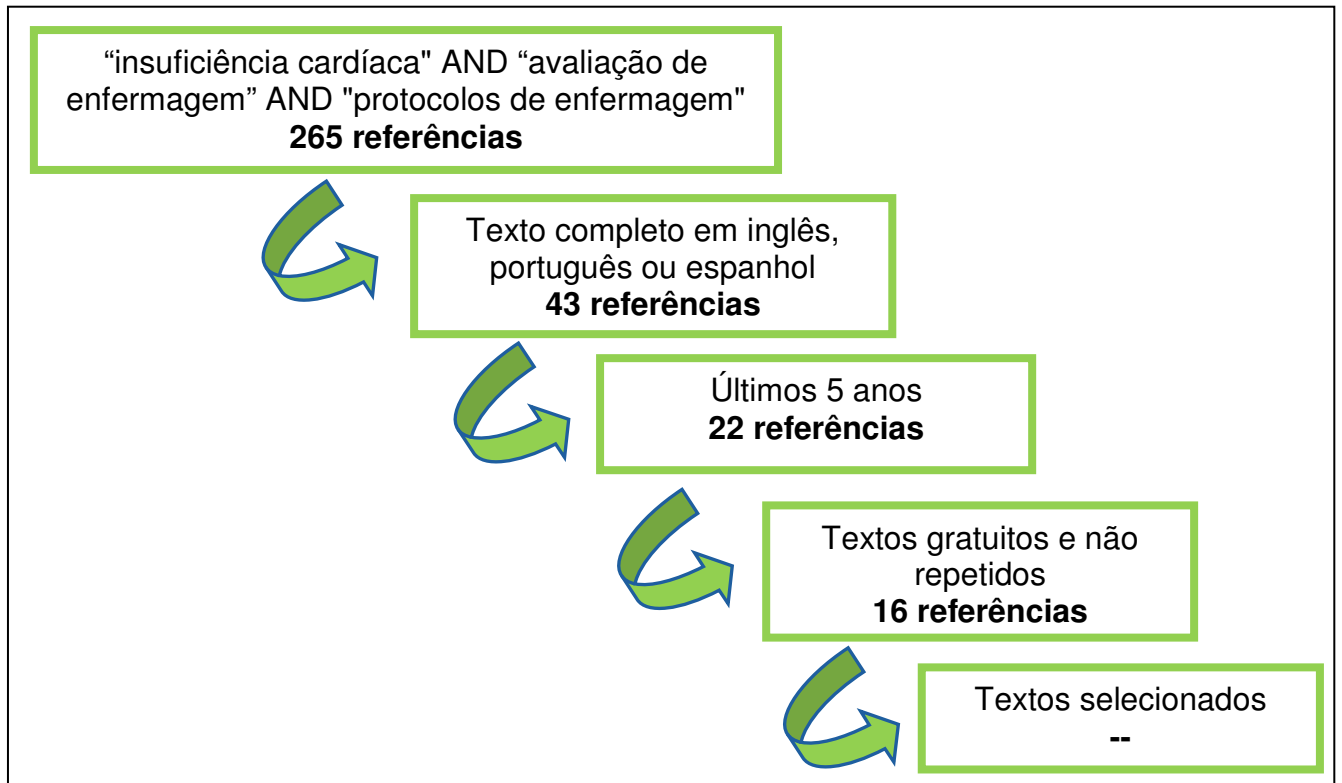 “insuficiência cardíaca" AND “avaliação de
enfermagem” AND "protocolos de enfermagem"
265 referências
Texto completo em inglês,
português ou espanhol
43 referências
Últimos 5 anos
22 referências
Textos gratuitos e não
repetidos
16 referências
Textos selecionados
--